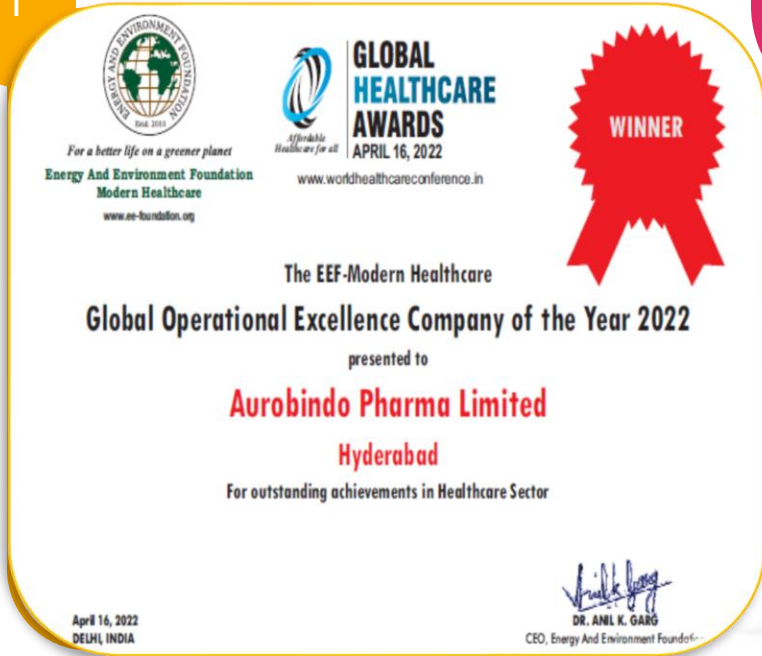 ENERGY AND ENVIRONMENT FOUNDATION
Estd. 2010
For a better life on a greener planet
Energy And Environment Foundation
Modern Healthcare
www.ee-foundation.org
Affordable
Healthcare for all
GLOBAL
HEALTHCARE
AWARDS
APRIL 16, 2022
www.worldhealthcareconference.in
WINNER
The EEF-Modern Healthcare
Global Operational Excellence Company of the Year 2022
presented to
Aurobindo Pharma Limited
Hyderabad
For outstanding achievements in Healthcare Sector
April 16, 2022
DELHI, INDIA
Anil k Garg
DR. ANIL K. GARG
CEO, Energy And Environment Foundation